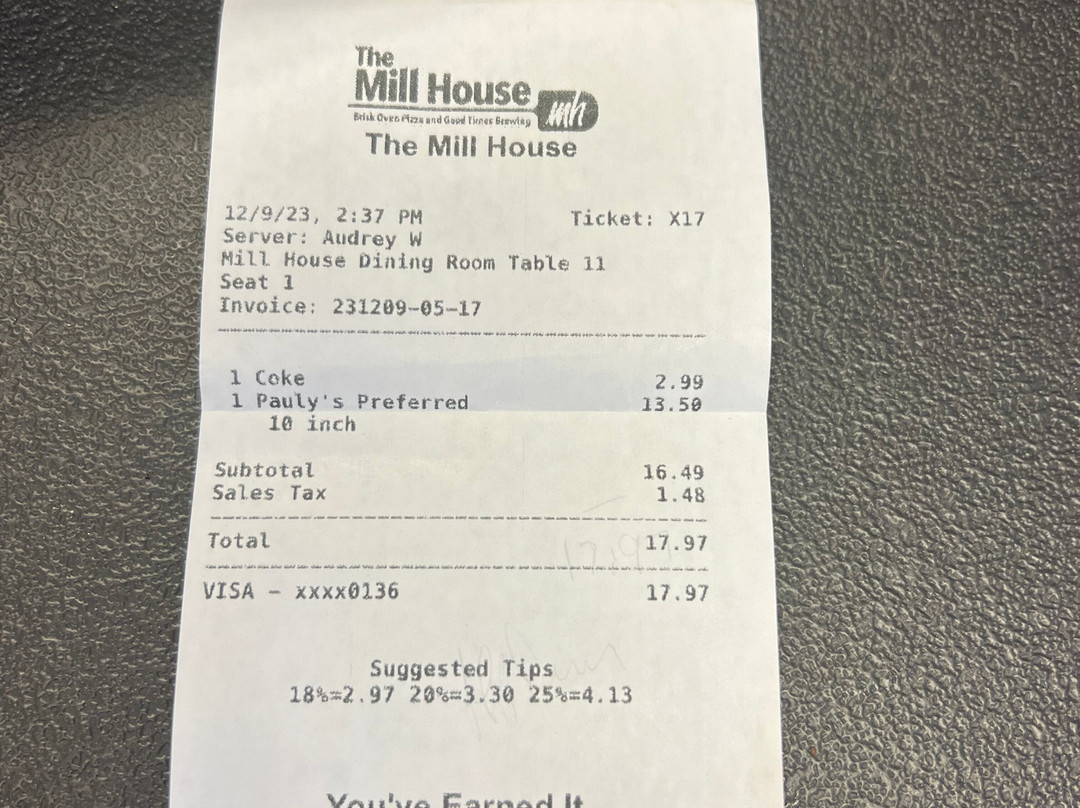 The
Mill House
Brick Oven Pizza and Good Times Brewing
mh
The Mill House
12/9/23, 2:37 PM Ticket: X17
Server: Audrey W
Mill House Dining Room Table 11
Seat 1
Invoice: 231209-05-17
1 Coke 2.99
1 Pauly's Preferred 13.50
10 inch
Subtotal 16.49
Sales Tax 1.48
Total 17.97
VISA - xxxx0136 17.97
Suggested Tips
18%=2.97 20%=3.30 25%=4.13
You've Earned It